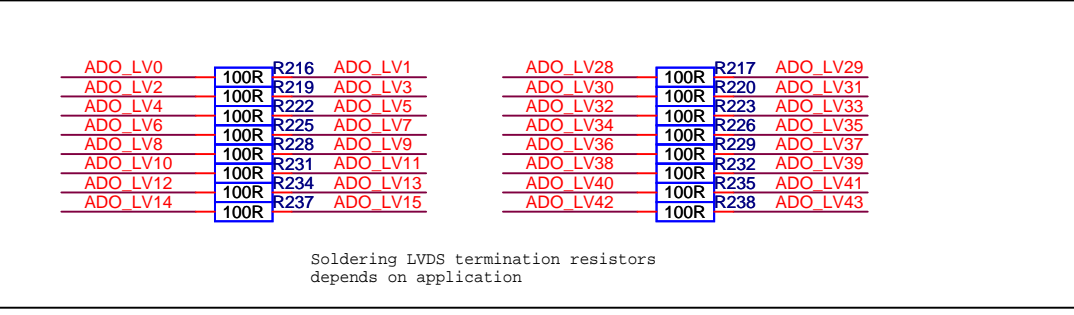 ADO_LV0 100R R216 ADO_LV1 ADO_LV28 100R R217 ADO_LV29
ADO_LV2 100R R219 ADO_LV3 ADO_LV30 100R R220 ADO_LV31
ADO_LV4 100R R222 ADO_LV5 ADO_LV32 100R R223 ADO_LV33
ADO_LV6 100R R225 ADO_LV7 ADO_LV34 100R R226 ADO_LV35
ADO_LV8 100R R228 ADO_LV9 ADO_LV36 100R R229 ADO_LV37
ADO_LV10 100R R231 ADO_LV11 ADO_LV38 100R R232 ADO_LV39
ADO_LV12 100R R234 ADO_LV13 ADO_LV40 100R R235 ADO_LV41
ADO_LV14 100R R237 ADO_LV15 ADO_LV42 100R R238 ADO_LV43
Soldering LVDS termination resistors
depends on application